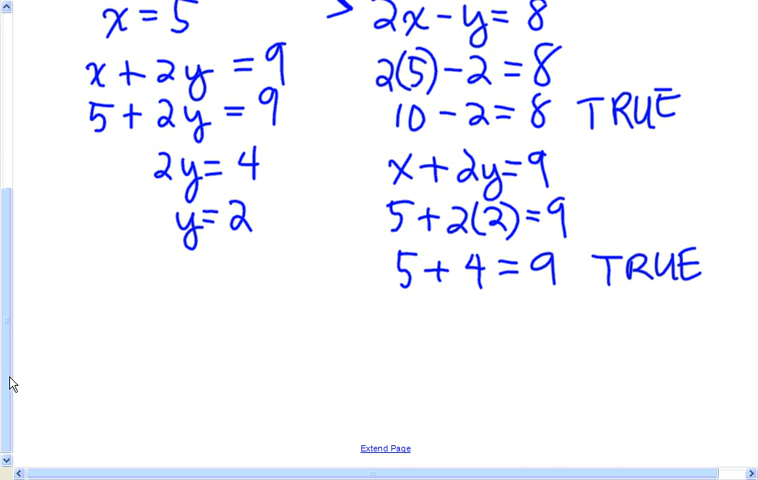 x = 5
x + 2y = 9
5 + 2y = 9
2y = 4
y = 2
> 2x - y = 8
2(5) - 2 = 8
10 - 2 = 8 TRUE
x + 2y = 9
5 + 2(2) = 9
5 + 4 = 9 TRUE
Extend Page